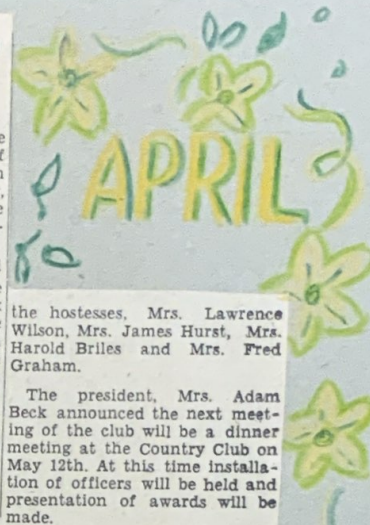 APRIL
the hostesses, Mrs. Lawrence
Wilson, Mrs. James Hurst, Mrs.
Harold Briles and Mrs. Fred
Graham.
The president, Mrs. Adam
Beck announced the next meet-
ing of the club will be a dinner
meeting at the Country Club on
May 12th. At this time installa-
tion of officers will be held and
presentation of awards will be
made.